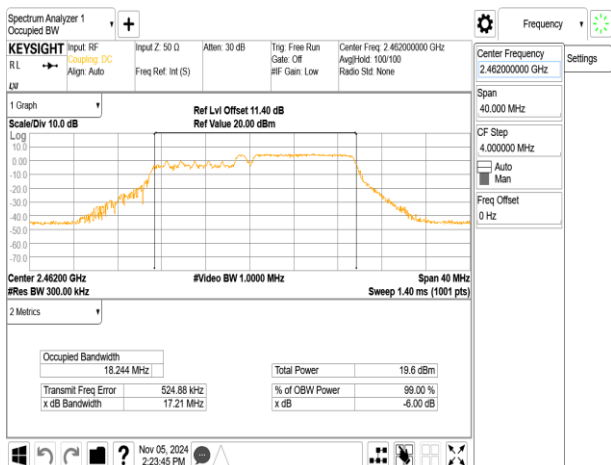 Spectrum Analyzer 1
Occupied BW
Frequency
KEYSIGHT
Input: RF
Input Z: 50 Ω
Atten: 30 dB
Trig: Free Run
Center Freq: 2.462000000 GHz
RL
Coupling: DC
Gate: Off
Avg|Hold: 100/100
Align: Auto
Freq Ref: Int (S)
#IF Gain: Low
Radio Std: None
LXI
Center Frequency
2.462000000 GHz
Settings
Span
40.000 MHz
CF Step
4.000000 MHz
Auto
Man
Freq Offset
0 Hz
1 Graph
Ref Lvl Offset 11.40 dB
Scale/Div 10.0 dB
Ref Value 20.00 dBm
Log
10.0
0.00
-10.0
-20.0
-30.0
-40.0
-50.0
-60.0
-70.0
Center 2.46200 GHz
#Video BW 1.0000 MHz
Span 40 MHz
#Res BW 300.00 kHz
Sweep 1.40 ms (1001 pts)
2 Metrics
Occupied Bandwidth
18.244 MHz
Total Power
19.6 dBm
Transmit Freq Error
524.88 kHz
% of OBW Power
99.00 %
x dB Bandwidth
17.21 MHz
x dB
-6.00 dB
Nov 05, 2024
2:23:45 PM